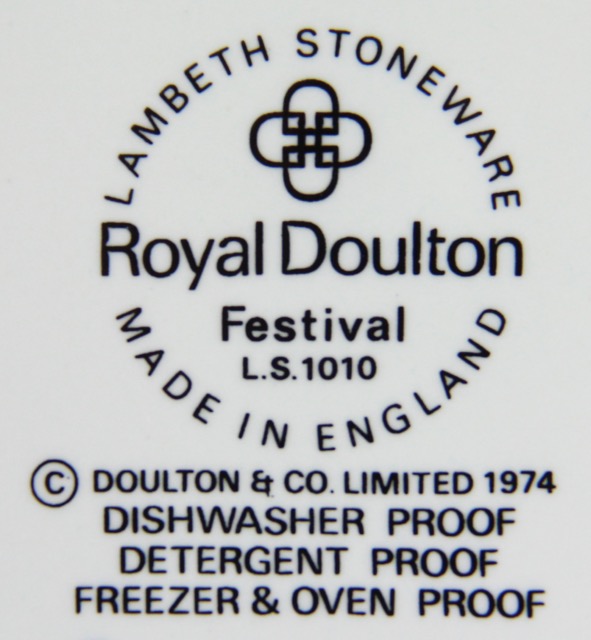 LAMBETH STONEWARE
Royal Doulton
Festival
L.S.1010
MADE IN ENGLAND
© DOULTON & CO. LIMITED 1974
DISHWASHER PROOF
DETERGENT PROOF
FREEZER & OVEN PROOF